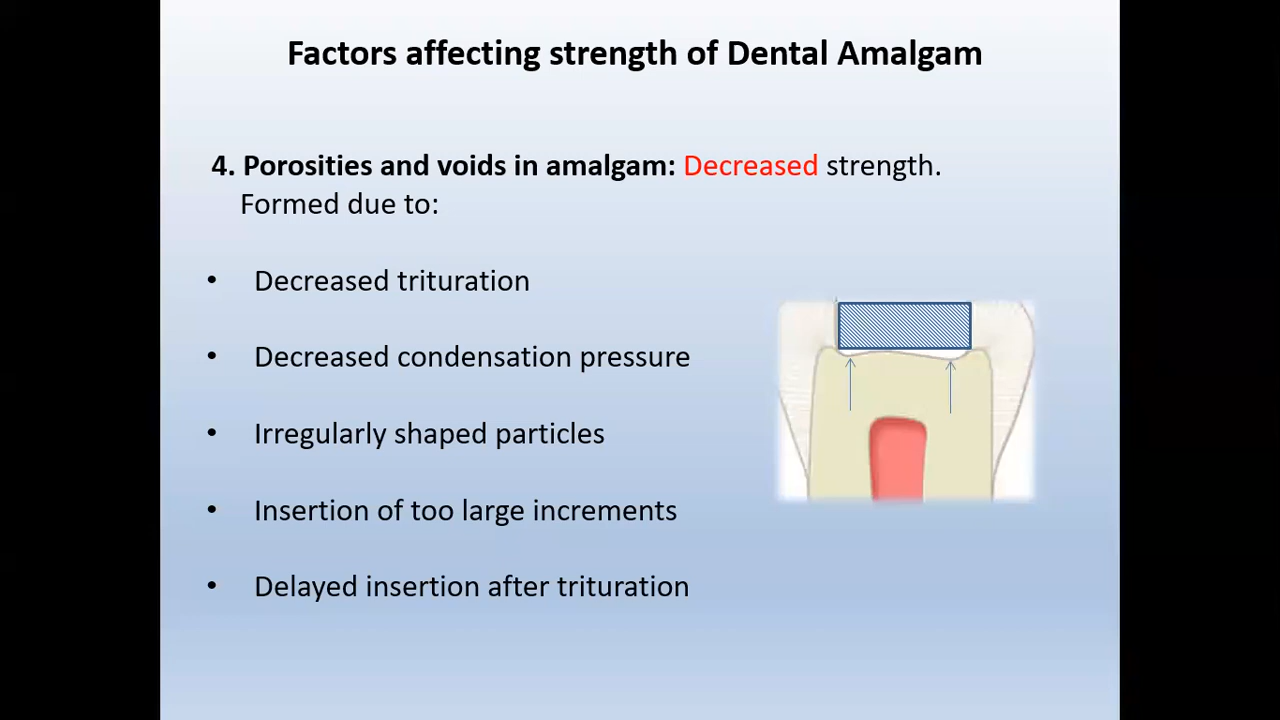 Factors affecting strength of Dental Amalgam
4. Porosities and voids in amalgam: Decreased strength.
Formed due to:
• Decreased trituration
• Decreased condensation pressure
• Irregularly shaped particles
• Insertion of too large increments
• Delayed insertion after trituration